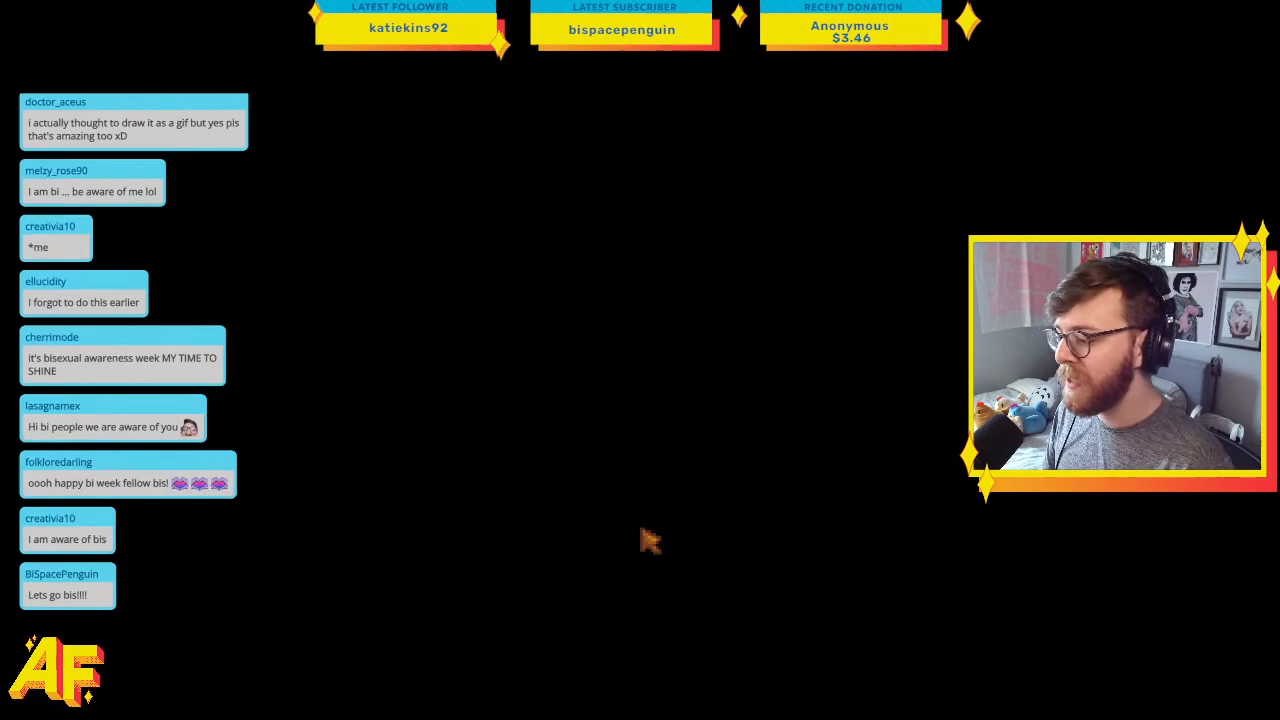 LATEST FOLLOWER
katiekins92
LATEST SUBSCRIBER
bispacepenguin
RECENT DONATION
Anonymous
$3.46
doctor_aceus
i actually thought to draw it as a gif but yes pls
that's amazing too xD
melzy_rose90
I am bi ... be aware of me lol
creativia10
*me
ellucidity
I forgot to do this earlier
cherrimode
it's bisexual awareness week MY TIME TO
SHINE
lasagnamex
Hi bi people we are aware of you
folkloredarling
oooh happy bi week fellow bis!
creativia10
I am aware of bis
BiSpacePenguin
Lets go bis!!!!
AF